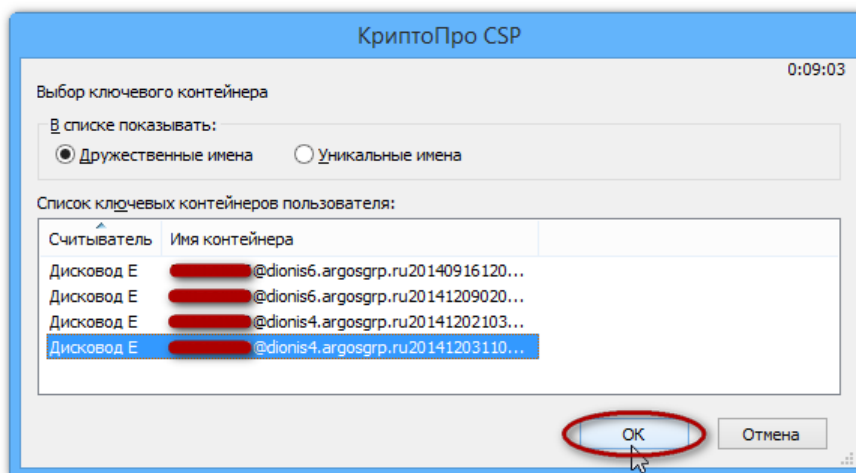 КриптоПро CSP
0:09:03
Выбор ключевого контейнера
В списке показывать:
Дружественные имена Уникальные имена
Список ключевых контейнеров пользователя:
Считыватель Имя контейнера
Дисковод E @dionis6.argosgrp.ru20140916120...
Дисковод E @dionis6.argosgrp.ru20141209020...
Дисковод E @dionis4.argosgrp.ru20141202103...
Дисковод E @dionis4.argosgrp.ru20141203110...
OK Отмена